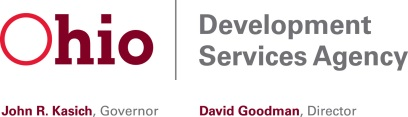 Ohio
Development
Services Agency
John R. Kasich, Governor
David Goodman, Director